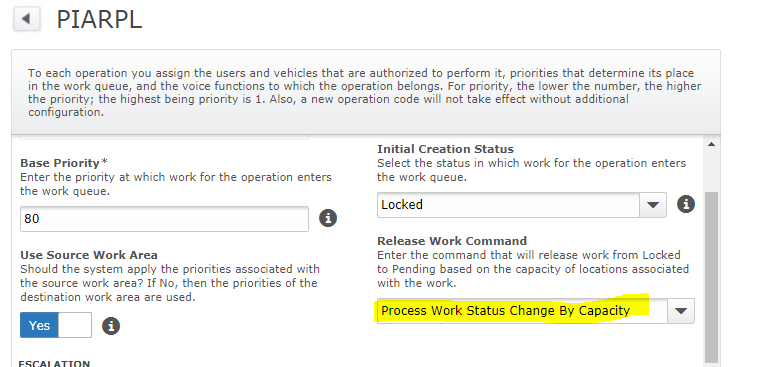 PIARPL
To each operation you assign the users and vehicles that are authorized to perform it, priorities that determine its place
in the work queue, and the voice functions to which the operation belongs. For priority, the lower the number, the higher
the priority; the highest being priority is 1. Also, a new operation code will not take effect without additional
configuration.
Base Priority*
Enter the priority at which work for the operation enters
the work queue.
80
Use Source Work Area
Should the system apply the priorities associated with
the source work area? If No, then the priorities of the
destination work area are used.
Yes
ESCALATION
Initial Creation Status
Select the status in which work for the operation enters
the work queue.
Locked
Release Work Command
Enter the command that will release work from Locked
to Pending based on the capacity of locations associated
with the work.
Process Work Status Change By Capacity